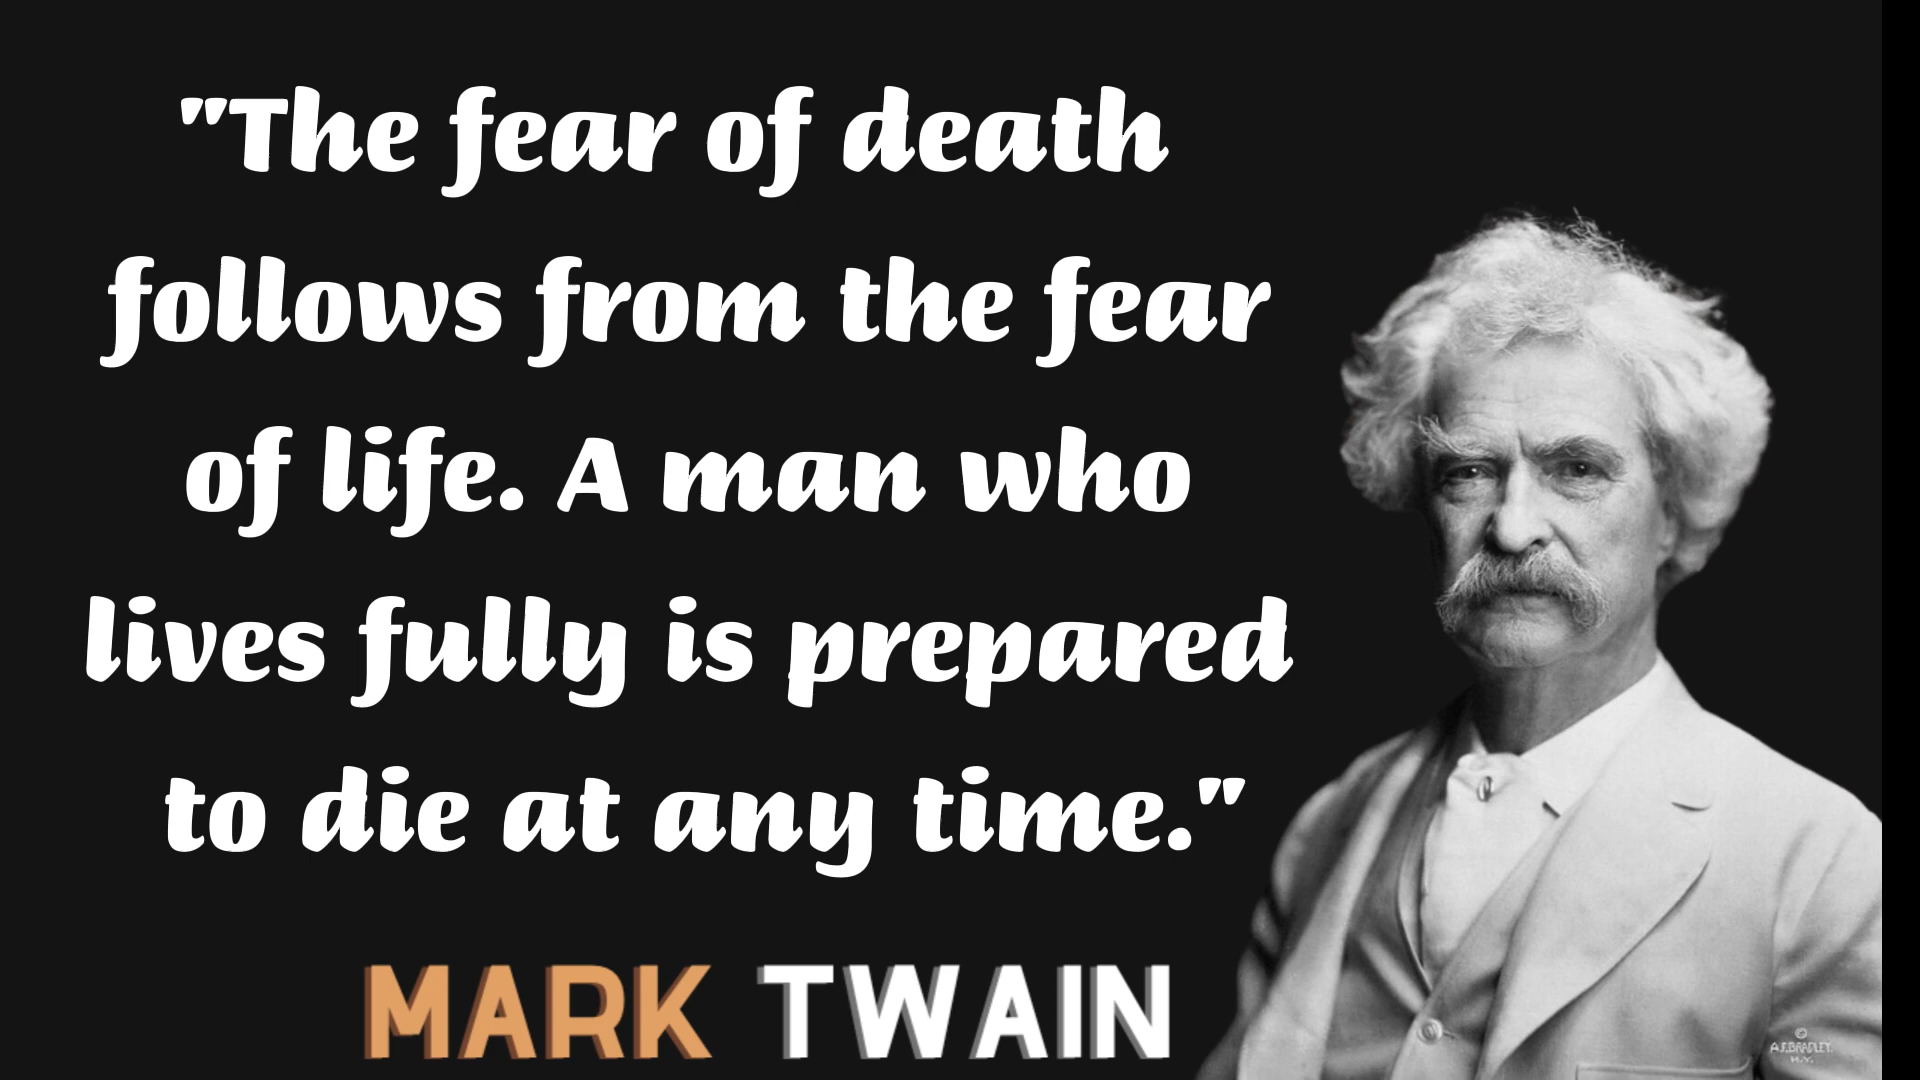 "The fear of death
follows from the fear
of life. A man who
lives fully is prepared
to die at any time."
MARK TWAIN
©
A.F.BRADLEY.
N.Y.